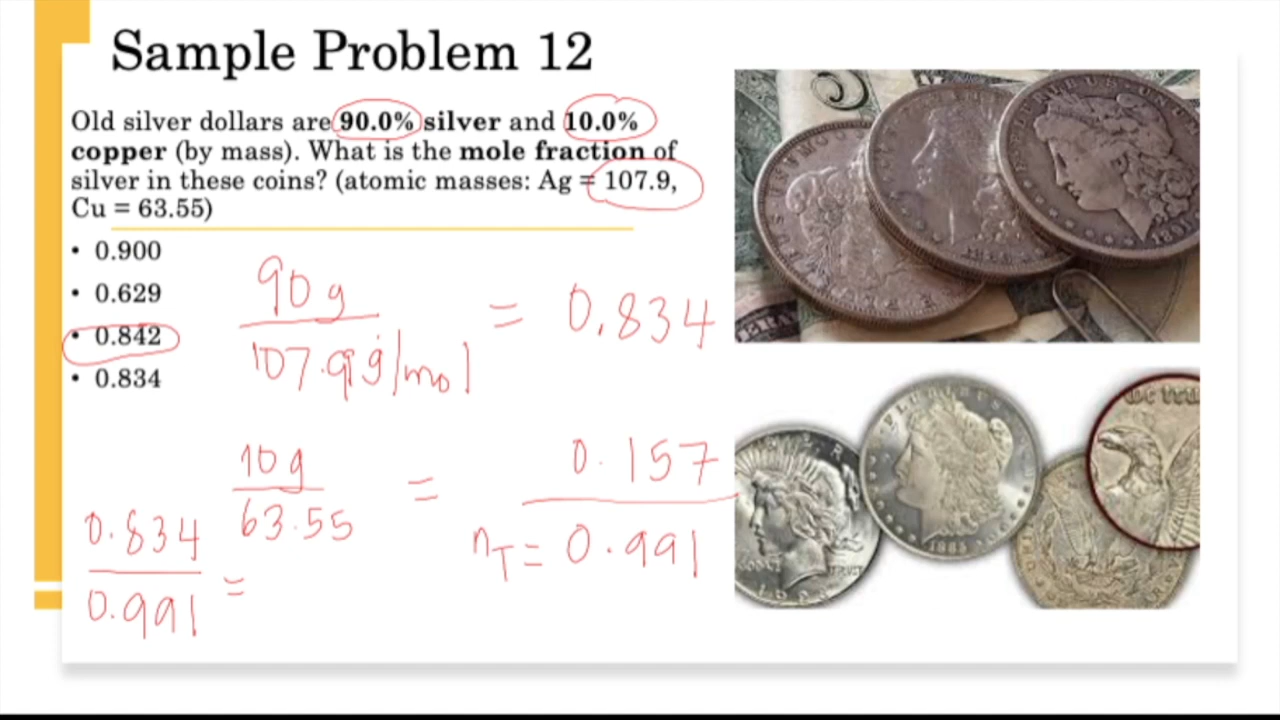 Sample Problem 12
Old silver dollars are 90.0% silver and 10.0%
copper (by mass). What is the mole fraction of
silver in these coins? (atomic masses: Ag = 107.9,
Cu = 63.55)
• 0.900
• 0.629
• 0.842
• 0.834
90 g
107.9 g/mol
= 0.834
10 g
63.55
= 0.157
nT = 0.991
0.834
0.991
=